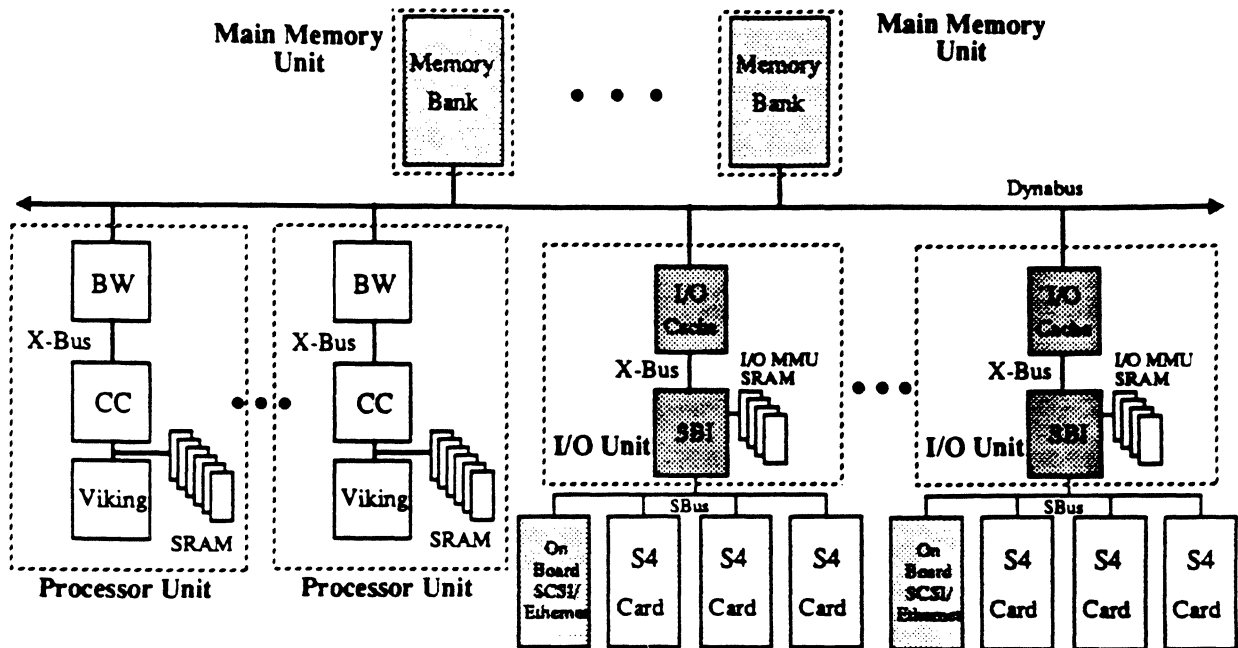 Main Memory
Unit
Memory
Bank
Memory
Bank
Main Memory
Unit
Dynabus
BW
X-Bus
CC
Viking
SRAM
Processor Unit
BW
X-Bus
CC
Viking
SRAM
Processor Unit
I/O
Cache
X-Bus
I/O MMU
SRAM
SBI
I/O Unit
SBus
On
Board
SCSI/
Ethernet
S4
Card
S4
Card
S4
Card
I/O
Cache
X-Bus
I/O MMU
SRAM
SBI
I/O Unit
SBus
On
Board
SCSI/
Ethernet
S4
Card
S4
Card
S4
Card